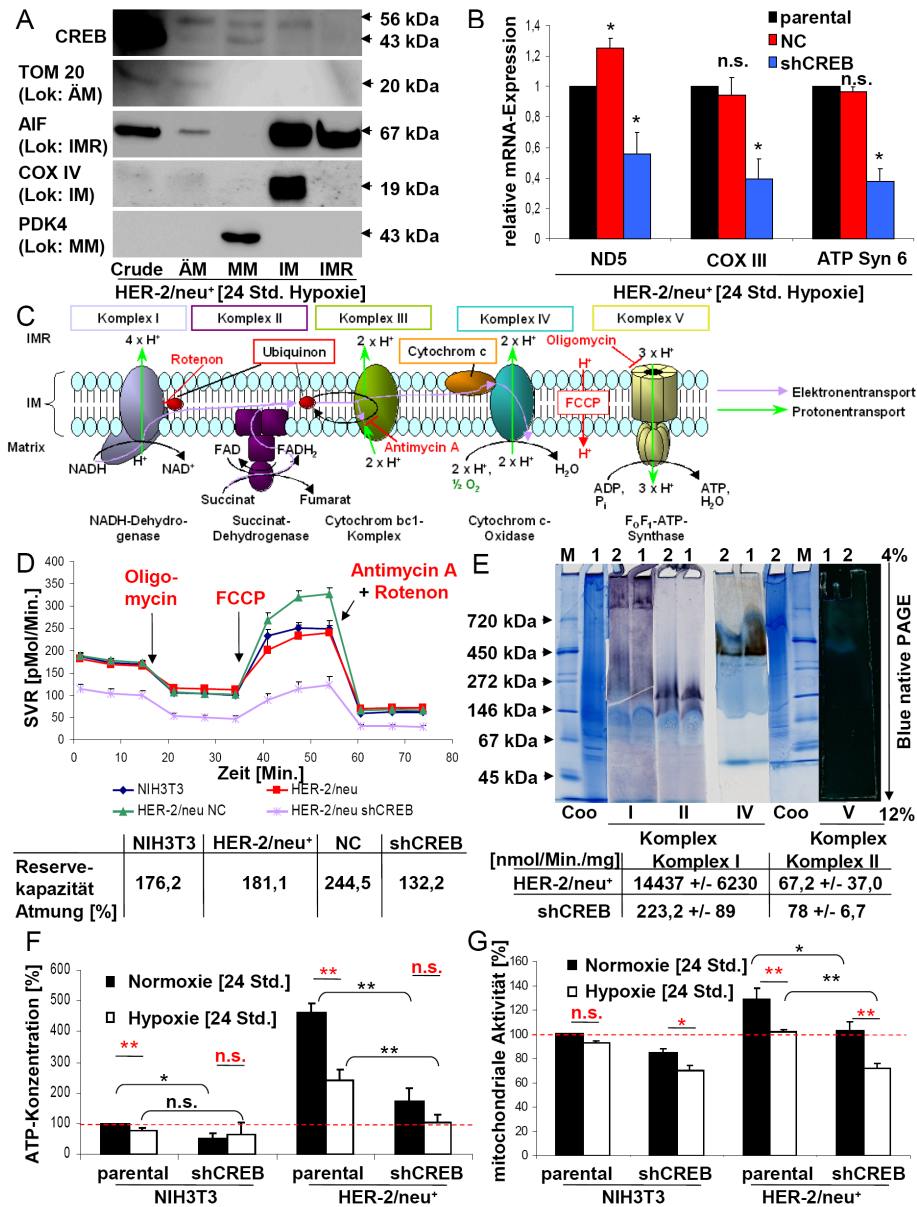 A
CREB
56 kDa
43 kDa
TOM 20
(Lok: ÄM)
20 kDa
AIF
(Lok: IMR)
67 kDa
COX IV
(Lok: IM)
19 kDa
PDK4
(Lok: MM)
43 kDa
Crude ÄM MM IM IMR
HER-2/neu⁺ [24 Std. Hypoxie]
B
relative mRNA-Expression
1,4
1,2
1
0,8
0,6
0,4
0,2
0
parental
NC
shCREB
*
*
n.s.
*
n.s.
*
ND5 COX III ATP Syn 6
HER-2/neu⁺ [24 Std. Hypoxie]
C
Komplex I Komplex II Komplex III Komplex IV Komplex V
IMR
4 x H⁺
Rotenon
Ubiquinon
2 x H⁺
Cytochrom c
2 x H⁺
Oligomycin
H⁺
3 x H⁺
IM
FCCP
Elektronentransport
Protonentransport
Matrix
NADH
H⁺
NAD⁺
FAD
FADH₂
Antimycin A
2 x H⁺
2 x H⁺,
½ O₂
2 x H⁺
H₂O
H⁺
Succinat
Fumarat
ADP,
Pᵢ
3 x H⁺
ATP,
H₂O
NADH-Dehydro-
genase
Succinat-
Dehydrogenase
Cytochrom bc1-
Komplex
Cytochrom c-
Oxidase
F₀F₁-ATP-
Synthase
D
SVR [pMol/Min.]
400
350
300
250
200
150
100
50
0
Oligo-
mycin
FCCP
Antimycin A
+ Rotenon
0 10 20 30 40 50 60 70 80
Zeit [Min.]
NIH3T3
HER-2/neu
HER-2/neu NC
HER-2/neu shCREB
NIH3T3 HER-2/neu⁺ NC shCREB
Reserve-
kapazität
Atmung [%]
176,2 181,1 244,5 132,2
E
M 1 2 1 2 1 2 1 2 M 1 2
4%
720 kDa
450 kDa
272 kDa
146 kDa
67 kDa
45 kDa
Blue native PAGE
12%
Coo I II IV Coo V
Komplex Komplex
[nmol/Min./mg] Komplex I Komplex II
HER-2/neu⁺ 14437 +/- 6230 67,2 +/- 37,0
shCREB 223,2 +/- 89 78 +/- 6,7
F
ATP-Konzentration [%]
600
500
400
300
200
100
0
Normoxie [24 Std.]
Hypoxie [24 Std.]
**
n.s.
*
n.s.
**
n.s.
**
**
parental shCREB parental shCREB
NIH3T3 HER-2/neu⁺
G
mitochondriale Aktivität [%]
160
140
120
100
80
60
40
20
0
Normoxie [24 Std.]
Hypoxie [24 Std.]
n.s.
*
*
**
**
**
parental shCREB parental shCREB
NIH3T3 HER-2/neu⁺